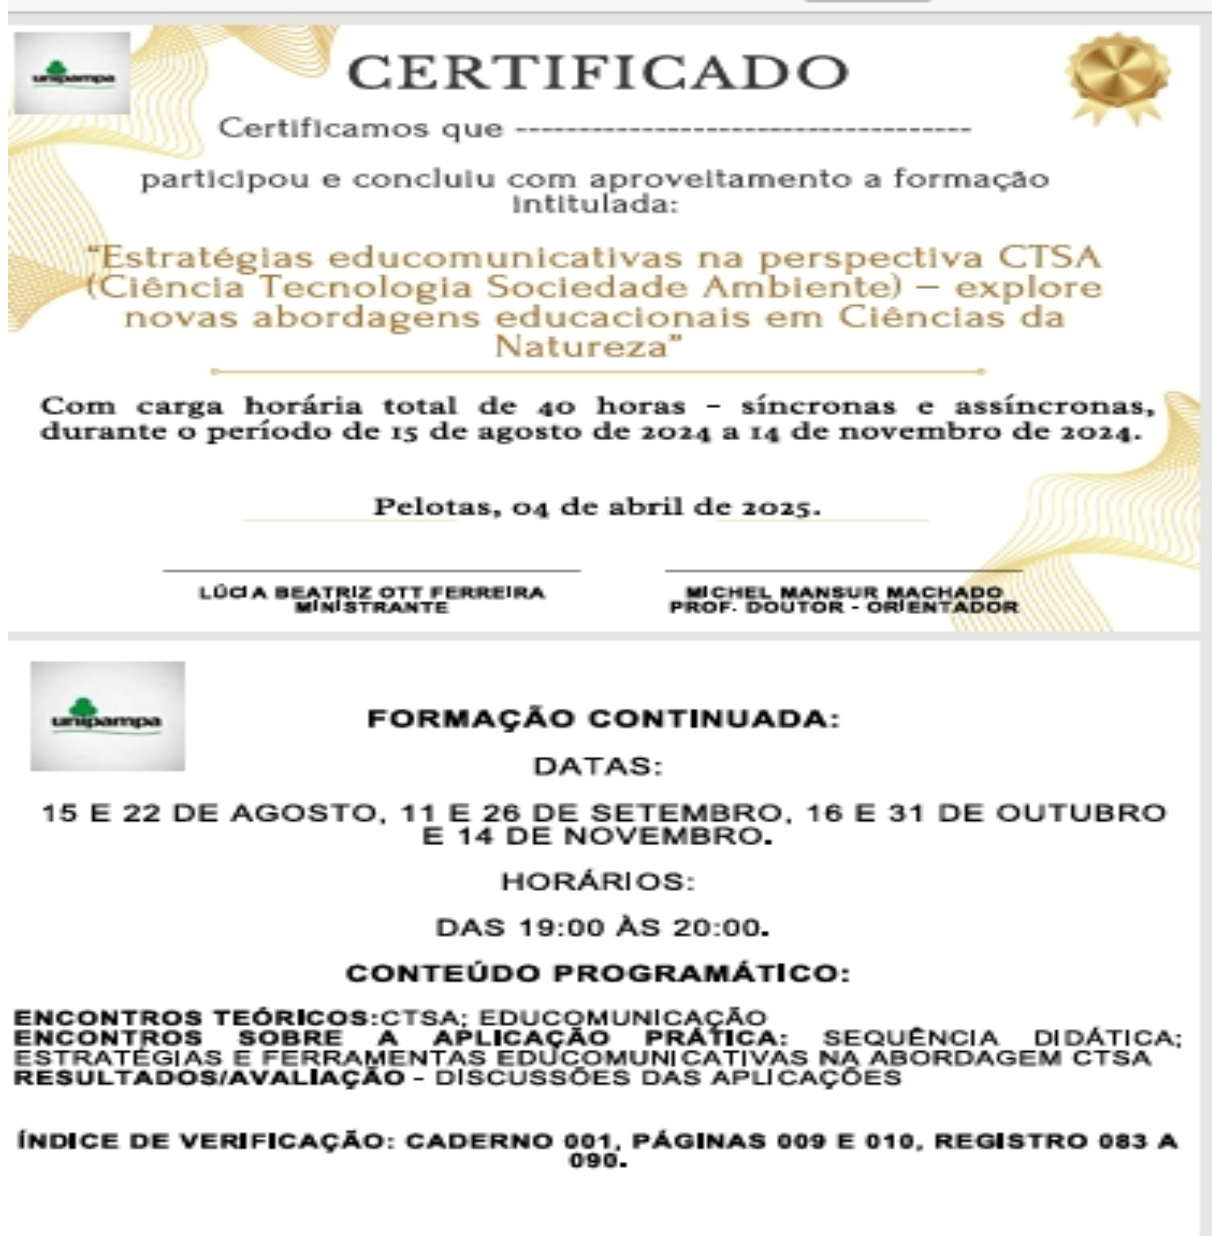 unipampa
CERTIFICADO
Certificamos que ------------------------------------
participou e concluiu com aproveitamento a formação
intitulada:
“Estratégias educomunicativas na perspectiva CTSA
(Ciência Tecnologia Sociedade Ambiente) – explore
novas abordagens educacionais em Ciências da
Natureza”
Com carga horária total de 40 horas - síncronas e assíncronas,
durante o período de 15 de agosto de 2024 a 14 de novembro de 2024.
Pelotas, 04 de abril de 2025.
LÚCIA BEATRIZ OTT FERREIRA
MINISTRANTE
MICHEL MANSUR MACHADO
PROF. DOUTOR - ORIENTADOR
unipampa
FORMAÇÃO CONTINUADA:
DATAS:
15 E 22 DE AGOSTO, 11 E 26 DE SETEMBRO, 16 E 31 DE OUTUBRO
E 14 DE NOVEMBRO.
HORÁRIOS:
DAS 19:00 ÀS 20:00.
CONTEÚDO PROGRAMÁTICO:
ENCONTROS TEÓRICOS:CTSA; EDUCOMUNICAÇÃO
ENCONTROS SOBRE A APLICAÇÃO PRÁTICA: SEQUÊNCIA DIDÁTICA;
ESTRATÉGIAS E FERRAMENTAS EDUCOMUNICATIVAS NA ABORDAGEM CTSA
RESULTADOS/AVALIAÇÃO - DISCUSSÕES DAS APLICAÇÕES
ÍNDICE DE VERIFICAÇÃO: CADERNO 001, PÁGINAS 009 E 010, REGISTRO 083 A
090.